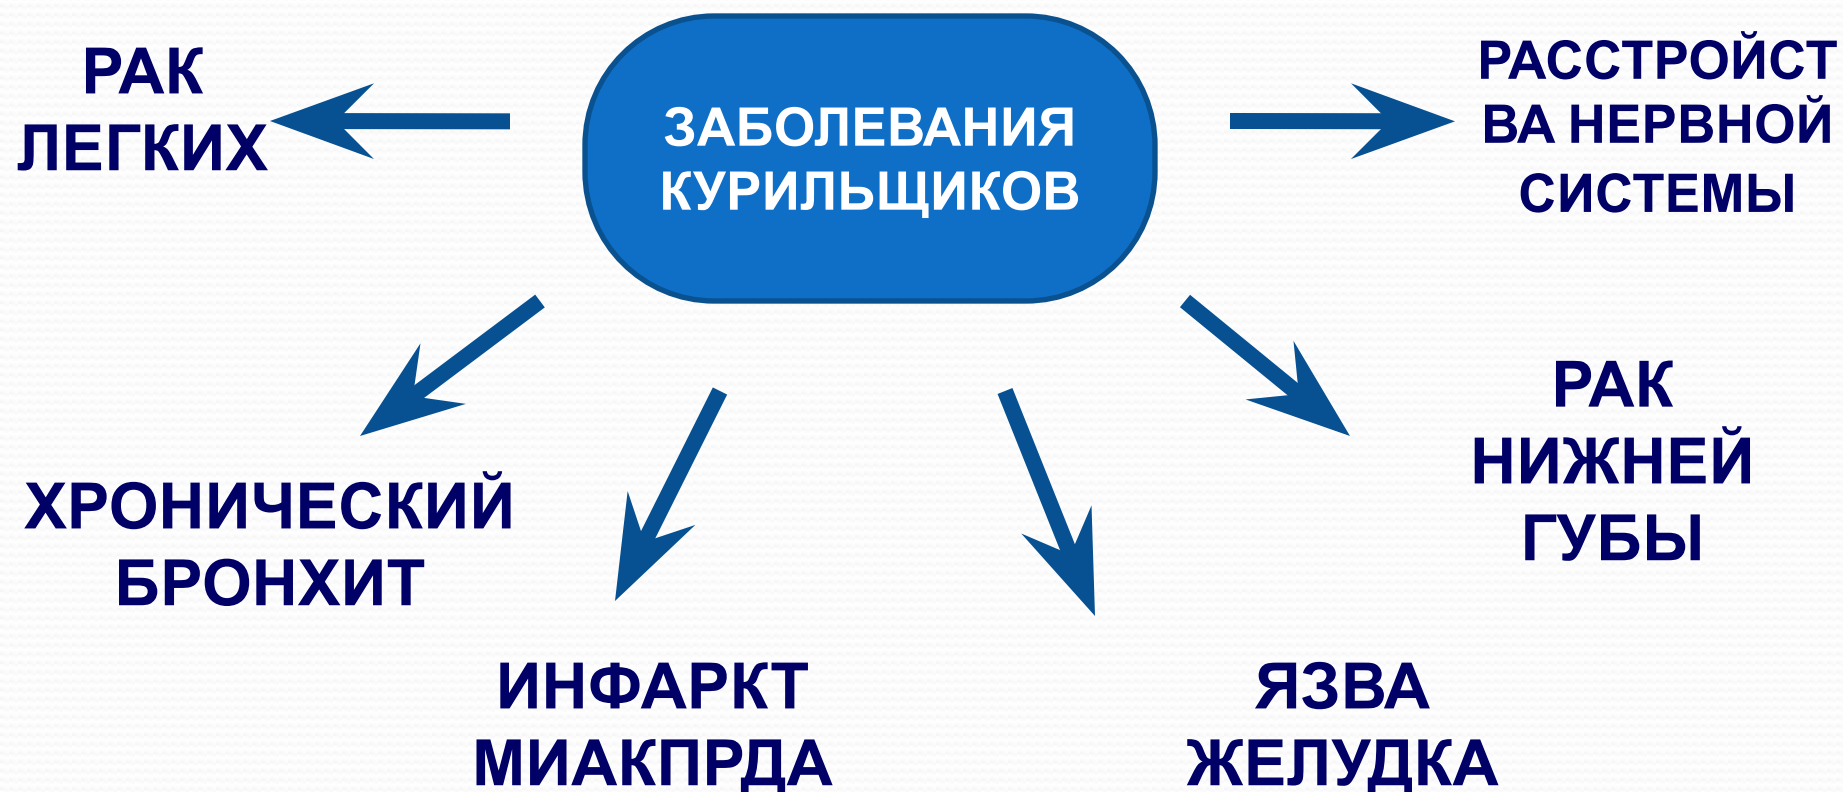 ЗАБОЛЕВАНИЯ
КУРИЛЬЩИКОВ
РАК
ЛЕГКИХ
РАССТРОЙСТ
ВА НЕРВНОЙ
СИСТЕМЫ
ХРОНИЧЕСКИЙ
БРОНХИТ
РАК
НИЖНЕЙ
ГУБЫ
ИНФАРКТ
МИАКПРДА
ЯЗВА
ЖЕЛУДКА